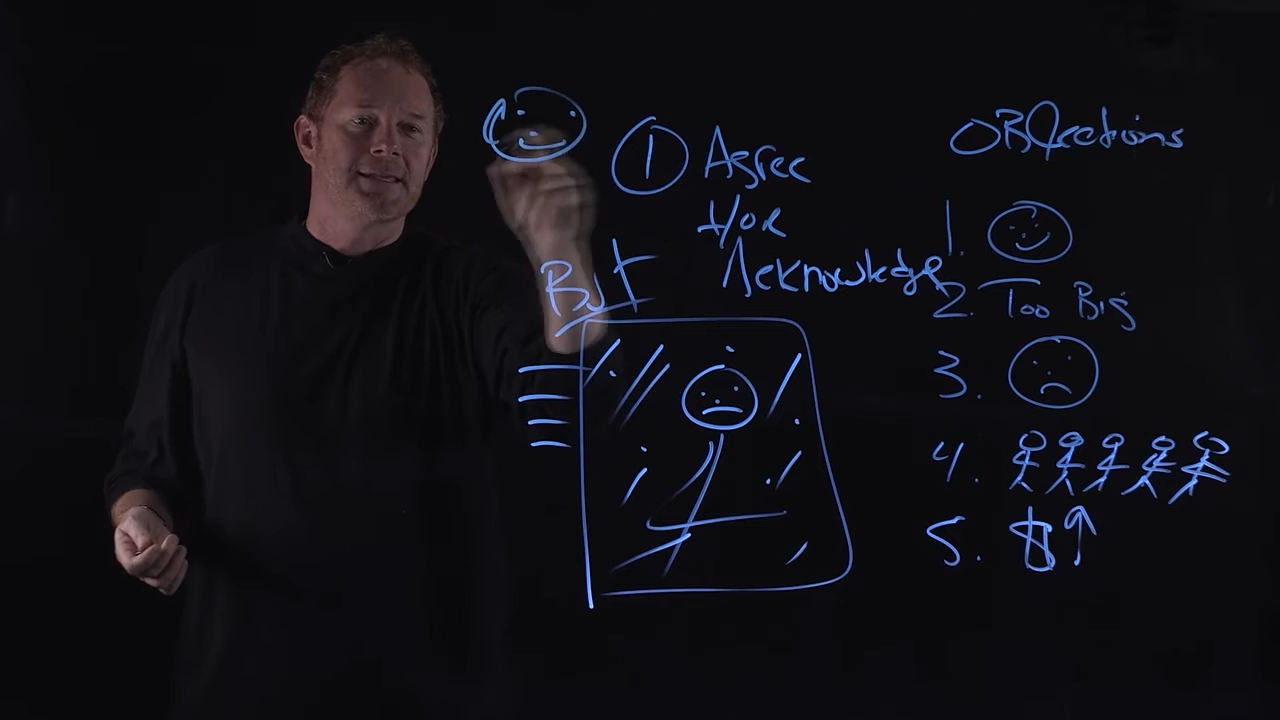 ① Agree
+/or
Acknowledge
But
OBjections
1.
2. Too Big
3.
4.
5. $↑